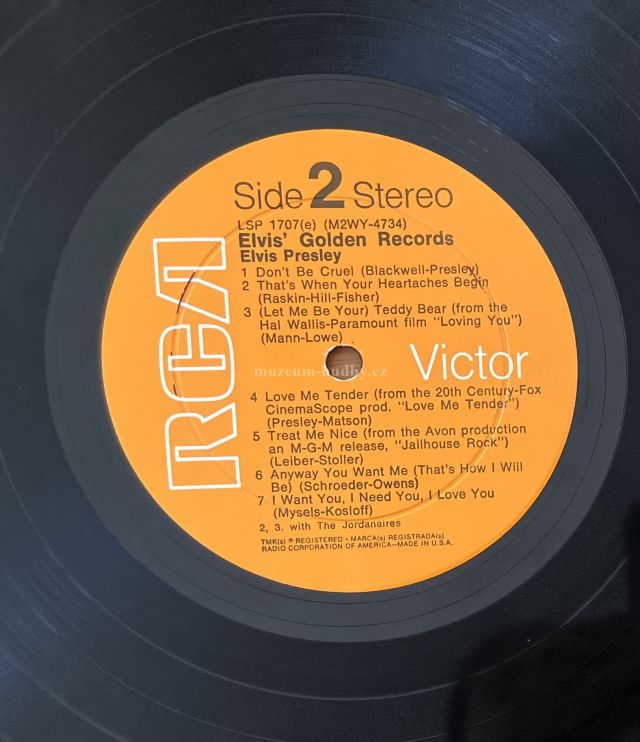 Side 2 Stereo
LSP 1707(e) (M2WY-4734)
Elvis' Golden Records
Elvis Presley
1 Don't Be Cruel (Blackwell-Presley)
2 That's When Your Heartaches Begin
(Raskin-Hill-Fisher)
3 (Let Me Be Your) Teddy Bear (from the
Hal Wallis-Paramount film "Loving You")
(Mann-Lowe)
RCA
Victor
muzeum-hudby.cz
4 Love Me Tender (from the 20th Century-Fox
CinemaScope prod. "Love Me Tender")
(Presley-Matson)
5 Treat Me Nice (from the Avon production
an M-G-M release, "Jailhouse Rock")
(Leiber-Stoller)
6 Anyway You Want Me (That's How I Will
Be) (Schroeder-Owens)
7 I Want You, I Need You, I Love You
(Mysels-Kosloff)
2, 3. with The Jordanaires
TMK(s) ® REGISTERED • MARCA(s) REGISTRADA(s)
RADIO CORPORATION OF AMERICA—MADE IN U.S.A.